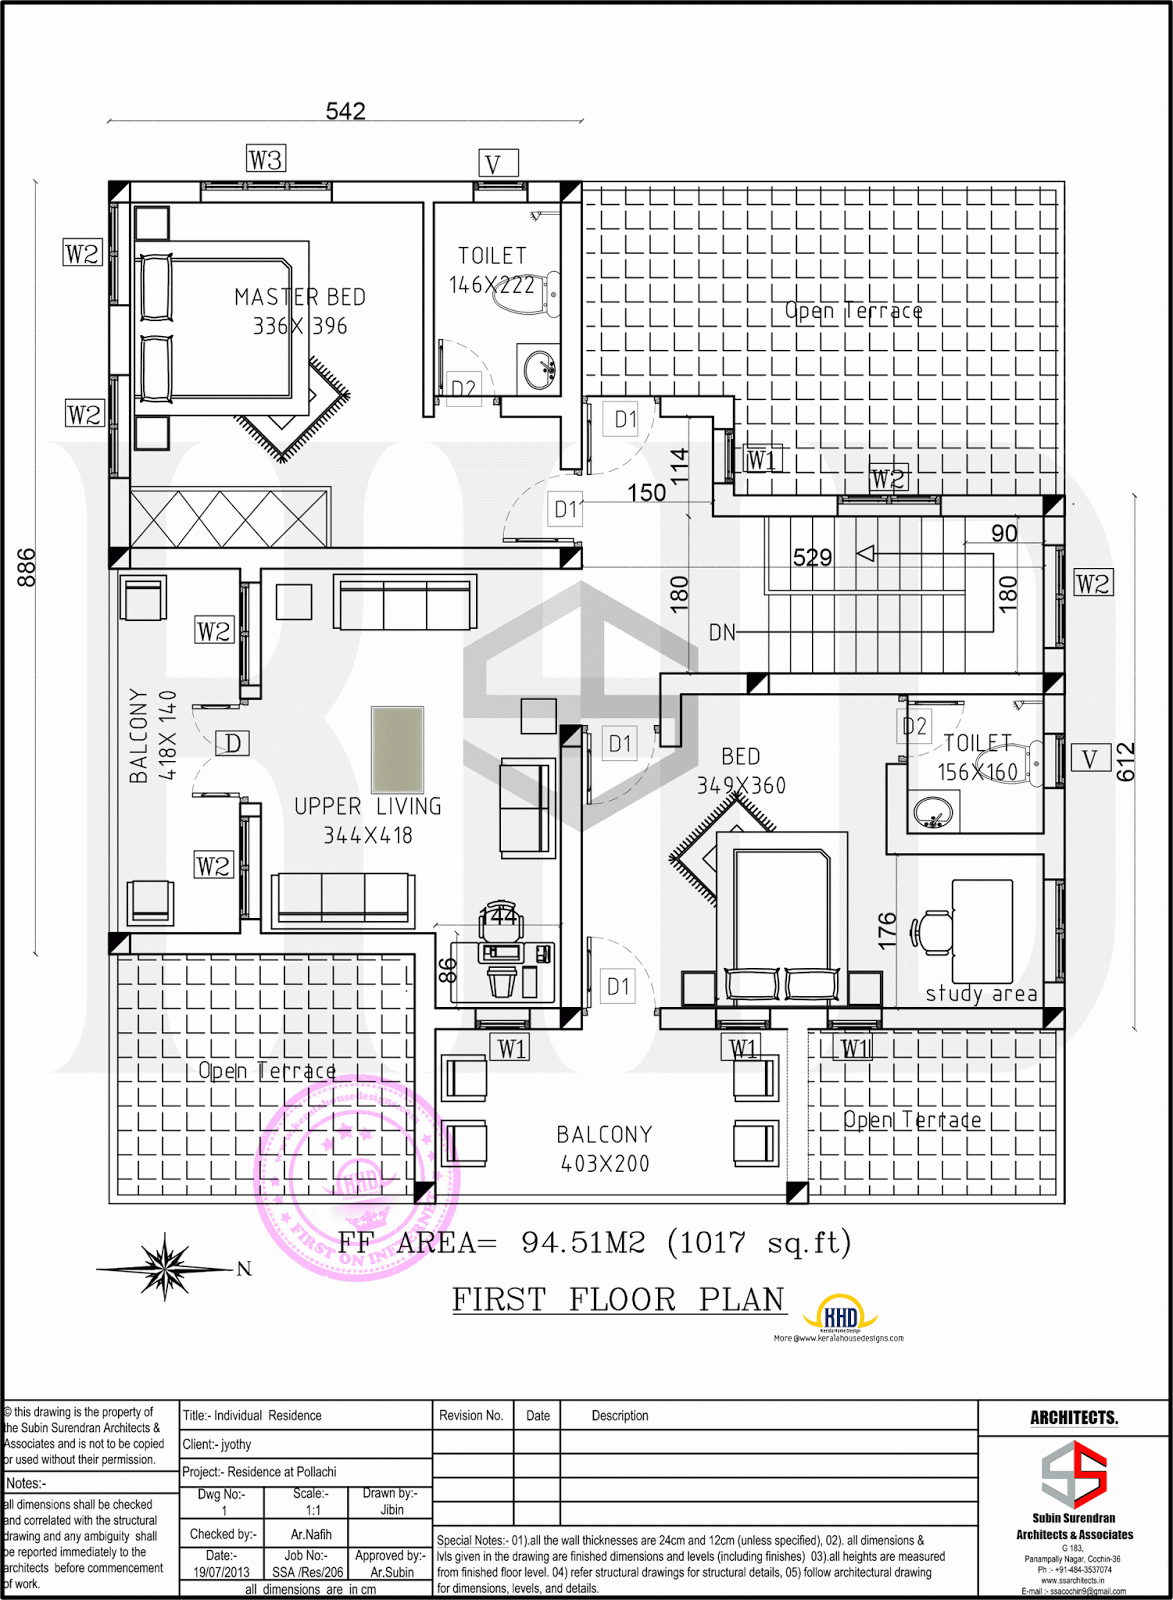 542
W3
V
W2
TOILET
146X222
MASTER BED
336X 396
Open Terrace
D2
W2
D1
114
W1
W2
150
D1
90
886
529
180
180
W2
DN
W2
BALCONY
418X 140
D
D1
D2
TOILET
156X160
V
612
BED
349X360
UPPER LIVING
344X418
W2
144
176
86
D1
study area
W1
W1
W1
Open Terrace
Open Terrace
BALCONY
403X200
www.keralahousedesigns.com
KHD
FIRST ON INTERNET
FF AREA= 94.51M2 (1017 sq.ft)
N
FIRST FLOOR PLAN
KHD
Kerala Home Design
More @www.keralahousedesigns.com
© this drawing is the property of
the Subin Surendran Architects &
Associates and is not to be copied
or used without their permission.
Notes:-
all dimensions shall be checked
and correlated with the structural
drawing and any ambiguity shall
be reported immediately to the
architects before commencement
of work.
Title:- Individual Residence
Client:- jyothy
Project:- Residence at Pollachi
Dwg No:-
1
Scale:-
1:1
Drawn by:-
Jibin
Checked by:-
Ar.Nafih
Date:-
19/07/2013
Job No:-
SSA /Res/206
Approved by:-
Ar.Subin
all dimensions are in cm
Revision No.
Date
Description
Special Notes:- 01).all the wall thicknesses are 24cm and 12cm (unless specified), 02). all dimensions &
lvls given in the drawing are finished dimensions and levels (including finishes) 03).all heights are measured
from finished floor level. 04) refer structural drawings for structural details, 05) follow architectural drawing
for dimensions, levels, and details.
ARCHITECTS.
Subin Surendran
Architects & Associates
G 183,
Panampally Nagar, Cochin-36
Ph :- +91-484-3537074
www.ssarchitects.in
E-mail :- ssacochin9@gmail.com